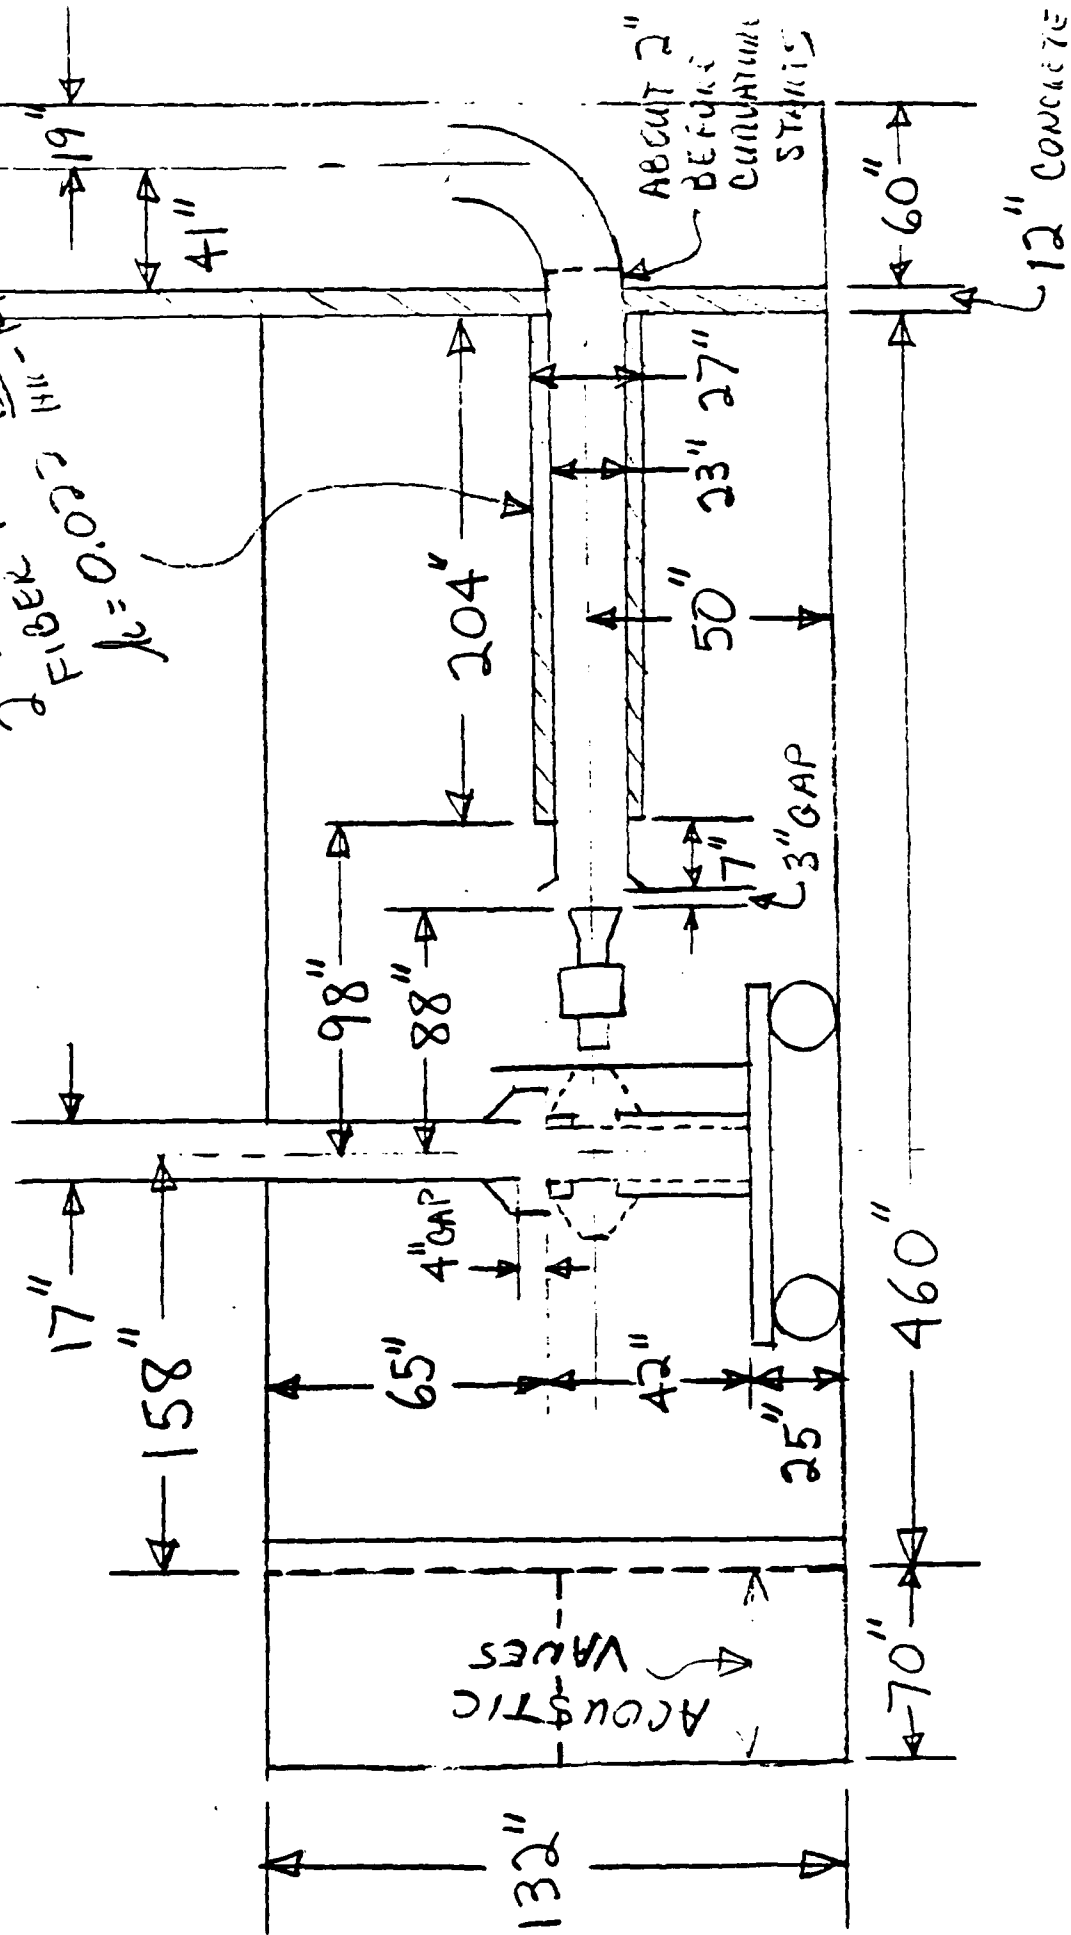 19"
41"
2
FIBER
k=0.05
17"
158"
98"
88"
204"
27"
23"
50"
7"
3" GAP
4" GAP
65"
42"
25"
132"
ACOUSTIC
VANES
70"
460"
60"
12" CONCRETE
ABOUT 2"
BEFORE
CURVATURE
STARTS